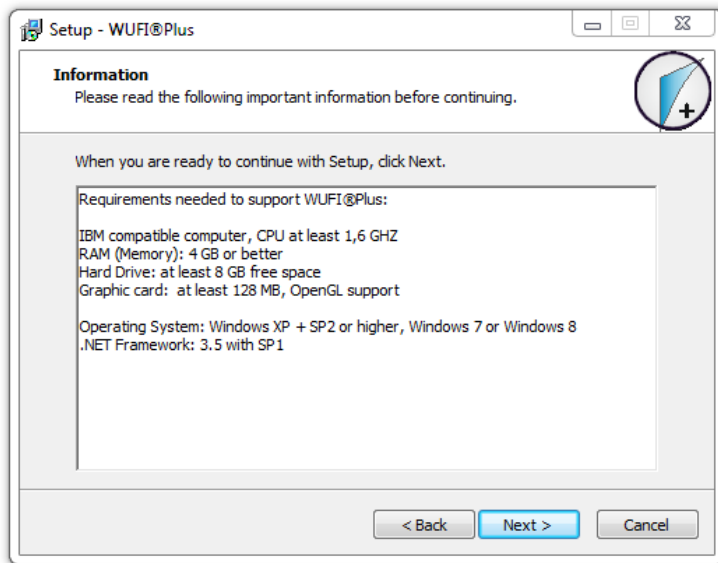 Setup - WUFI®Plus
Information
Please read the following important information before continuing.
When you are ready to continue with Setup, click Next.
Requirements needed to support WUFI®Plus:
IBM compatible computer, CPU at least 1,6 GHZ
RAM (Memory): 4 GB or better
Hard Drive: at least 8 GB free space
Graphic card:  at least 128 MB, OpenGL support
Operating System: Windows XP + SP2 or higher, Windows 7 or Windows 8
.NET Framework: 3.5 with SP1
< Back Next > Cancel